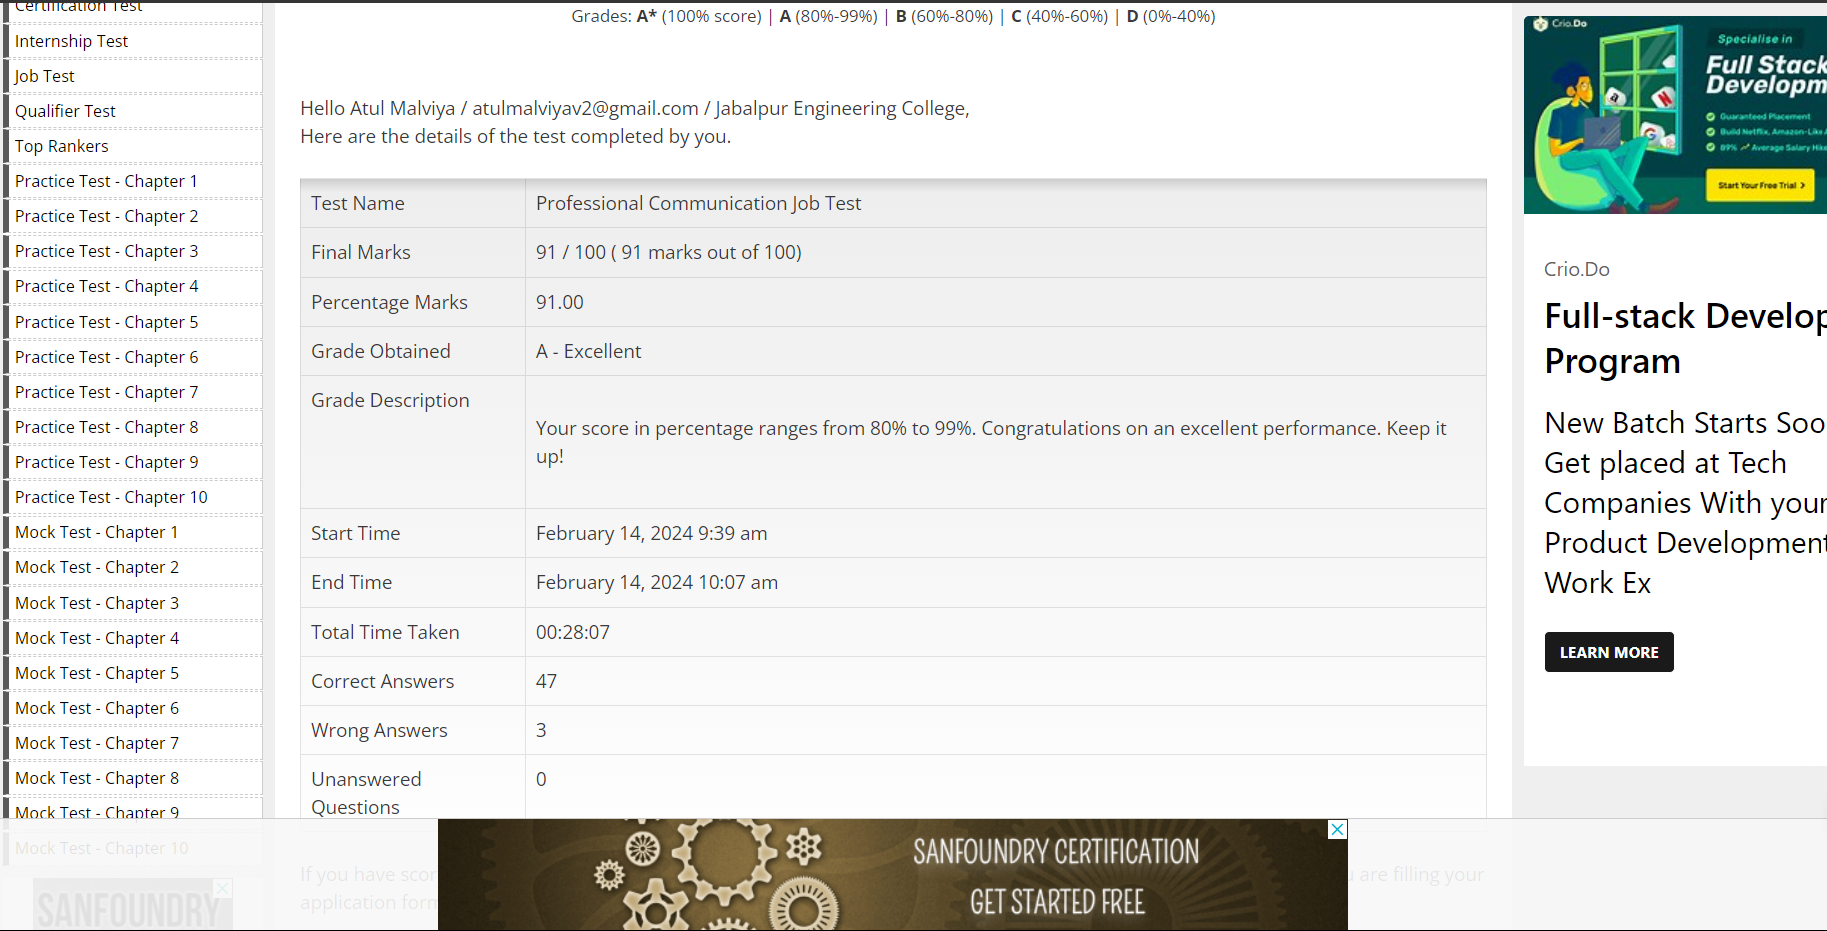 Certification Test
Internship Test
Job Test
Qualifier Test
Top Rankers
Practice Test - Chapter 1
Practice Test - Chapter 2
Practice Test - Chapter 3
Practice Test - Chapter 4
Practice Test - Chapter 5
Practice Test - Chapter 6
Practice Test - Chapter 7
Practice Test - Chapter 8
Practice Test - Chapter 9
Practice Test - Chapter 10
Mock Test - Chapter 1
Mock Test - Chapter 2
Mock Test - Chapter 3
Mock Test - Chapter 4
Mock Test - Chapter 5
Mock Test - Chapter 6
Mock Test - Chapter 7
Mock Test - Chapter 8
Mock Test - Chapter 9
Mock Test - Chapter 10
SANFOUNDRY
Grades: A* (100% score) | A (80%-99%) | B (60%-80%) | C (40%-60%) | D (0%-40%)
Hello Atul Malviya / atulmalviyav2@gmail.com / Jabalpur Engineering College,
Here are the details of the test completed by you.
Test Name Professional Communication Job Test
Final Marks 91 / 100 ( 91 marks out of 100)
Percentage Marks 91.00
Grade Obtained A - Excellent
Grade Description
Your score in percentage ranges from 80% to 99%. Congratulations on an excellent performance. Keep it
up!
Start Time February 14, 2024 9:39 am
End Time February 14, 2024 10:07 am
Total Time Taken 00:28:07
Correct Answers 47
Wrong Answers 3
Unanswered 0
Questions
If you have scor
are filling your
application form
SANFOUNDRY CERTIFICATION
GET STARTED FREE
Crio.Do
Specialise in
Full Stack
Developm
Guaranteed Placement
Build Netflix, Amazon-Like A
89% Average Salary Hike
Start Your Free Trial >
Crio.Do
Full-stack Develop
Program
New Batch Starts Soo
Get placed at Tech
Companies With your
Product Development
Work Ex
LEARN MORE